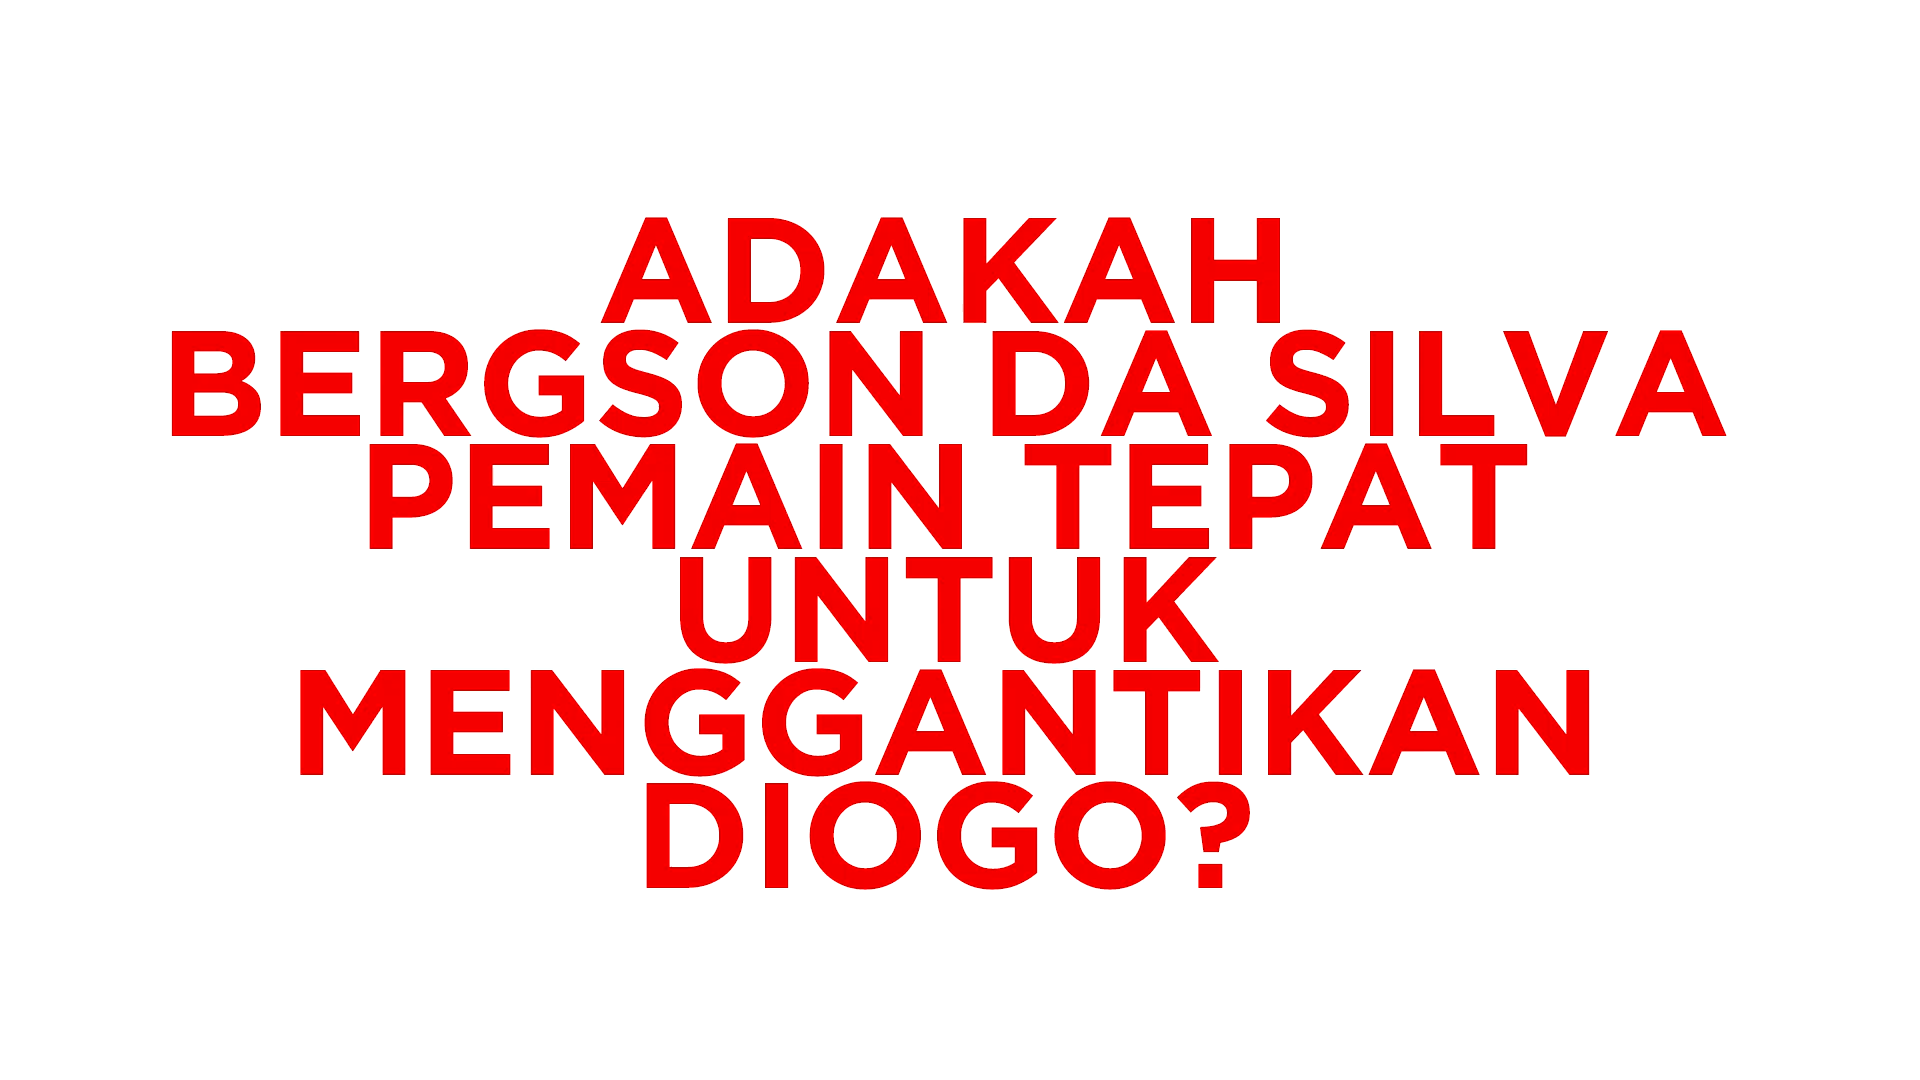 ADAKAH
BERGSON DA SILVA
PEMAIN TEPAT
UNTUK
MENGGANTIKAN
DIOGO?